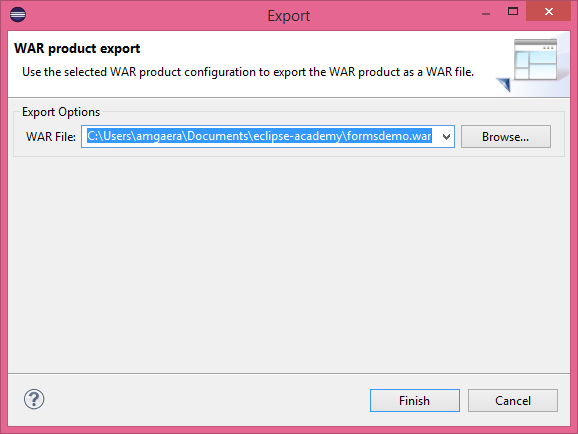 Export
WAR product export
Use the selected WAR product configuration to export the WAR product as a WAR file.
Export Options
WAR File: C:\Users\amgaera\Documents\eclipse-academy\formsdemo.war Browse...
? Finish Cancel